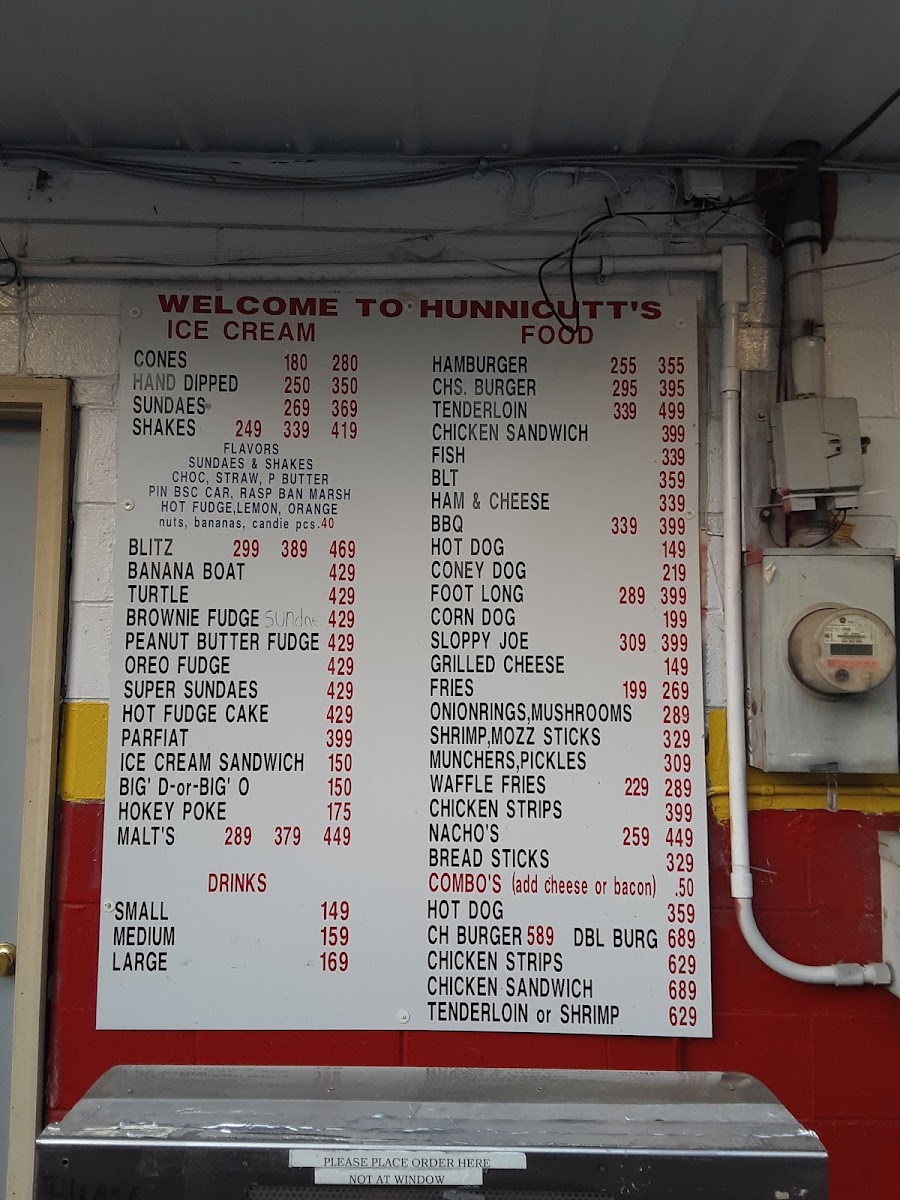 WELCOME TO HUNNICUTT'S
ICE CREAM
CONES 180 280
HAND DIPPED 250 350
SUNDAES 269 369
SHAKES 249 339 419
FLAVORS
SUNDAES & SHAKES
CHOC, STRAW, P BUTTER
PIN BSC CAR, RASP BAN MARSH
HOT FUDGE,LEMON, ORANGE
nuts, bananas, candie pcs.40
BLITZ 299 389 469
BANANA BOAT 429
TURTLE 429
BROWNIE FUDGE sundae 429
PEANUT BUTTER FUDGE 429
OREO FUDGE 429
SUPER SUNDAES 429
HOT FUDGE CAKE 429
PARFIAT 399
ICE CREAM SANDWICH 150
BIG' D-or-BIG' O 150
HOKEY POKE 175
MALT'S 289 379 449
DRINKS
SMALL 149
MEDIUM 159
LARGE 169
FOOD
HAMBURGER 255 355
CHS. BURGER 295 395
TENDERLOIN 339 499
CHICKEN SANDWICH 399
FISH 339
BLT 359
HAM & CHEESE 339
BBQ 339 399
HOT DOG 149
CONEY DOG 219
FOOT LONG 289 399
CORN DOG 199
SLOPPY JOE 309 399
GRILLED CHEESE 149
FRIES 199 269
ONIONRINGS,MUSHROOMS 289
SHRIMP,MOZZ STICKS 329
MUNCHERS,PICKLES 309
WAFFLE FRIES 229 289
CHICKEN STRIPS 399
NACHO'S 259 449
BREAD STICKS 329
COMBO'S (add cheese or bacon) .50
HOT DOG 359
CH BURGER 589 DBL BURG 689
CHICKEN STRIPS 629
CHICKEN SANDWICH 689
TENDERLOIN or SHRIMP 629
PLEASE PLACE ORDER HERE
NOT AT WINDOW